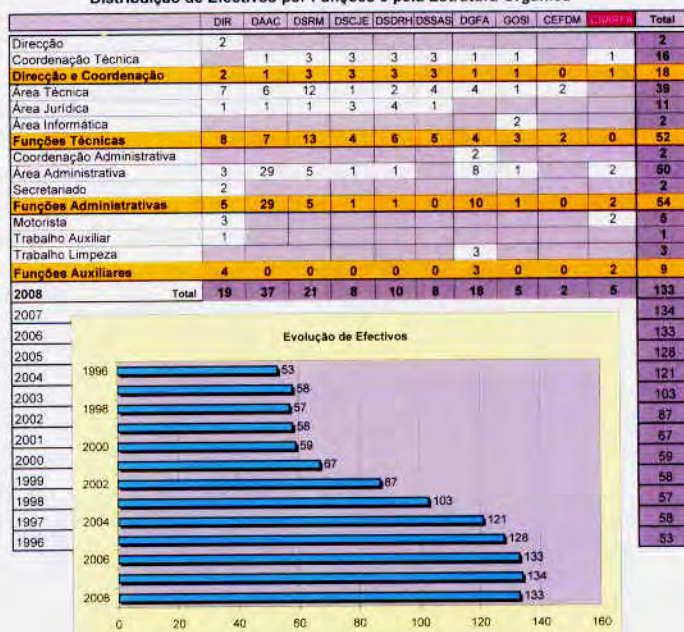 Distribuição de Efectivos por Funções e pela Estrutura Orgânica
DIR DAAC DSRM DSCJE DSDRH DSSAS DGFA GOSI CEFDM CNARTA Total
Direcção 2 2
Coordenação Técnica 1 3 3 3 3 1 1 1 16
Direcção e Coordenação 2 1 3 3 3 3 1 1 0 1 18
Área Técnica 7 6 12 1 2 4 4 1 2 39
Área Jurídica 1 1 1 3 4 1 11
Área Informática 2 2
Funções Técnicas 8 7 13 4 6 5 4 3 2 0 52
Coordenação Administrativa 2 2
Área Administrativa 3 29 5 1 1 8 1 2 50
Secretariado 2 2
Funções Administrativas 5 29 5 1 1 0 10 1 0 2 54
Motorista 3 2 5
Trabalho Auxiliar 1 1
Trabalho Limpeza 3 3
Funções Auxiliares 4 0 0 0 0 0 3 0 0 2 9
2008 Total 19 37 21 8 10 8 18 5 2 5 133
2007 134
2006 133
2005 128
2004 121
2003 103
2002 87
2001 67
2000 59
1999 58
1998 57
1997 58
1996 53
Evolução de Efectivos
1996 53
58
1998 57
58
2000 59
67
2002 87
103
2004 121
128
2006 133
134
2008 133
0 20 40 60 80 100 120 140 160